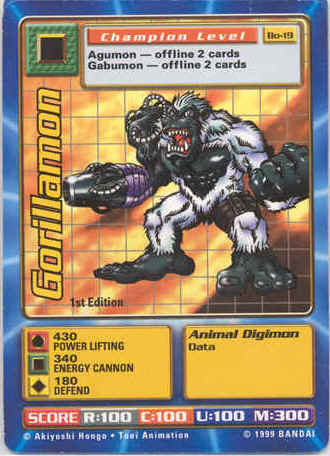 Champion Level
Bo-19
Agumon — offline 2 cards
Gabumon — offline 2 cards
Gorillamon
1st Edition
430
POWER LIFTING
340
ENERGY CANNON
180
DEFEND
Animal Digimon
Data
SCORE R:100 C:100 U:100 M:300
© Akiyoshi Hongo • Toei Animation
© 1999 BANDAI